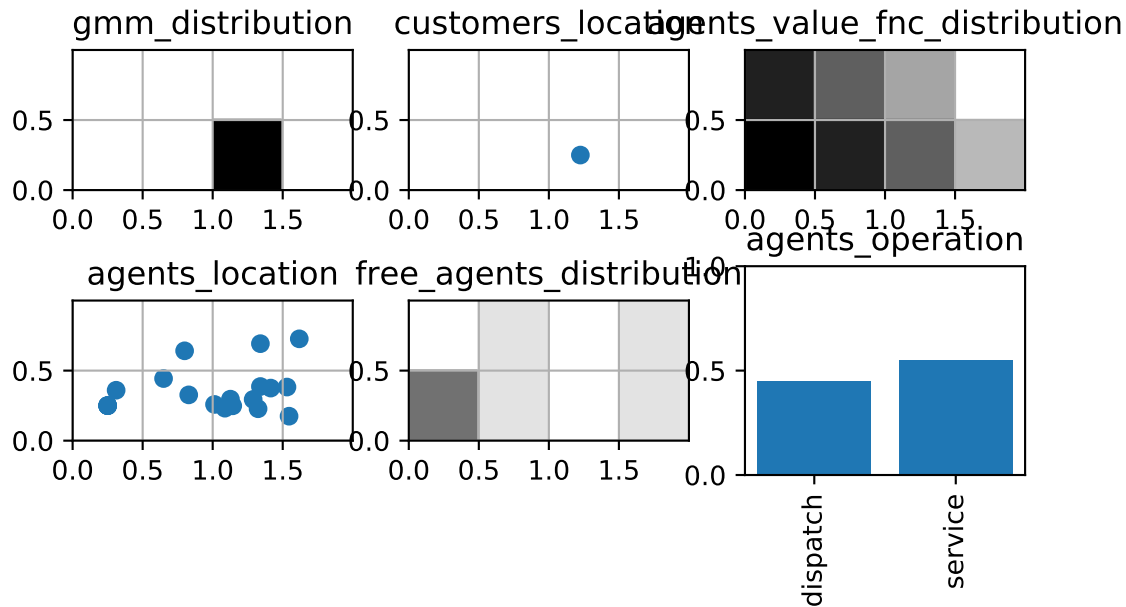 gmm_distribution
0.5
0.0
0.0 0.5 1.0 1.5
customers_location
0.5
0.0
0.0 0.5 1.0 1.5
agents_value_fnc_distribution
0.5
0.0
0.0 0.5 1.0 1.5
agents_location
0.5
0.0
0.0 0.5 1.0 1.5
free_agents_distribution
0.5
0.0
0.0 0.5 1.0 1.5
agents_operation
1.0
0.5
0.0
dispatch
service